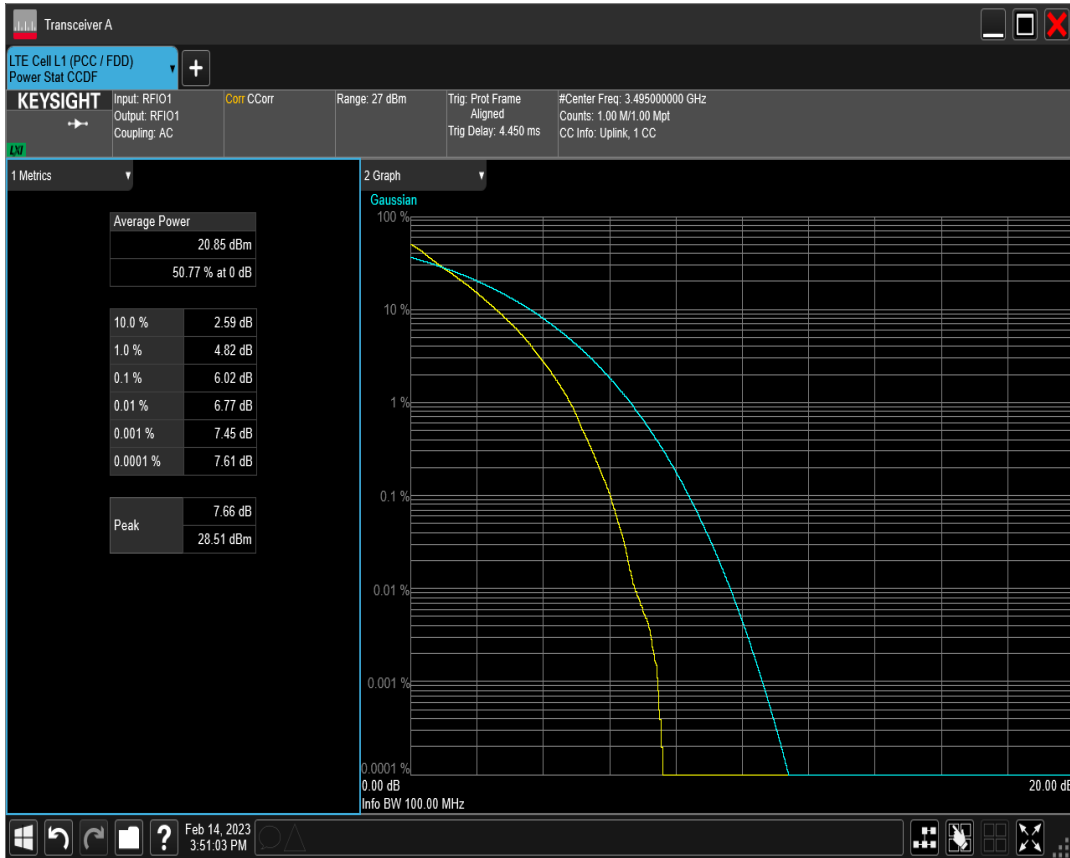 Transceiver A
LTE Cell L1 (PCC / FDD)
Power Stat CCDF
+
KEYSIGHT
LXI
Input: RFIO1
Output: RFIO1
Coupling: AC
Corr CCorr
Range: 27 dBm
Trig: Prot Frame
Aligned
Trig Delay: 4.450 ms
#Center Freq: 3.495000000 GHz
Counts: 1.00 M/1.00 Mpt
CC Info: Uplink, 1 CC
1 Metrics
Average Power
20.85 dBm
50.77 % at 0 dB
10.0 % 2.59 dB
1.0 % 4.82 dB
0.1 % 6.02 dB
0.01 % 6.77 dB
0.001 % 7.45 dB
0.0001 % 7.61 dB
Peak
7.66 dB
28.51 dBm
2 Graph
Gaussian
100 %
10 %
1 %
0.1 %
0.01 %
0.001 %
0.0001 %
0.00 dB 20.00 dB
Info BW 100.00 MHz
?
Feb 14, 2023
3:51:03 PM